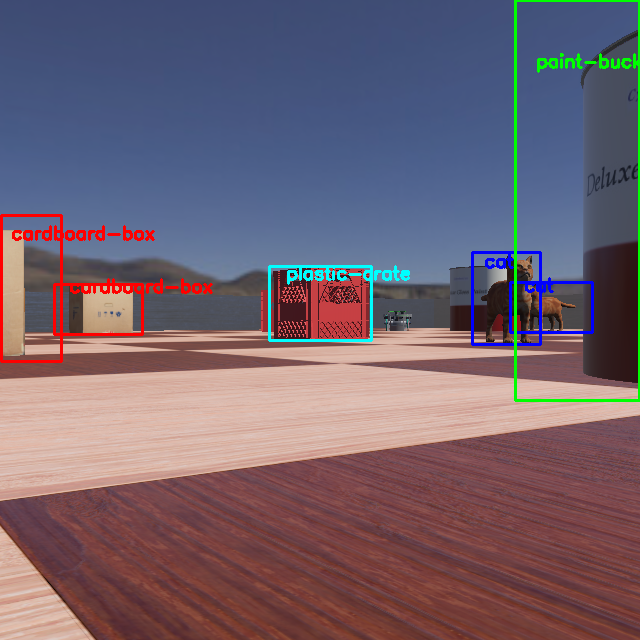 paint-buck
cardboard-box
cat
plastic-crate
cat
cardboard-box
Deluxe